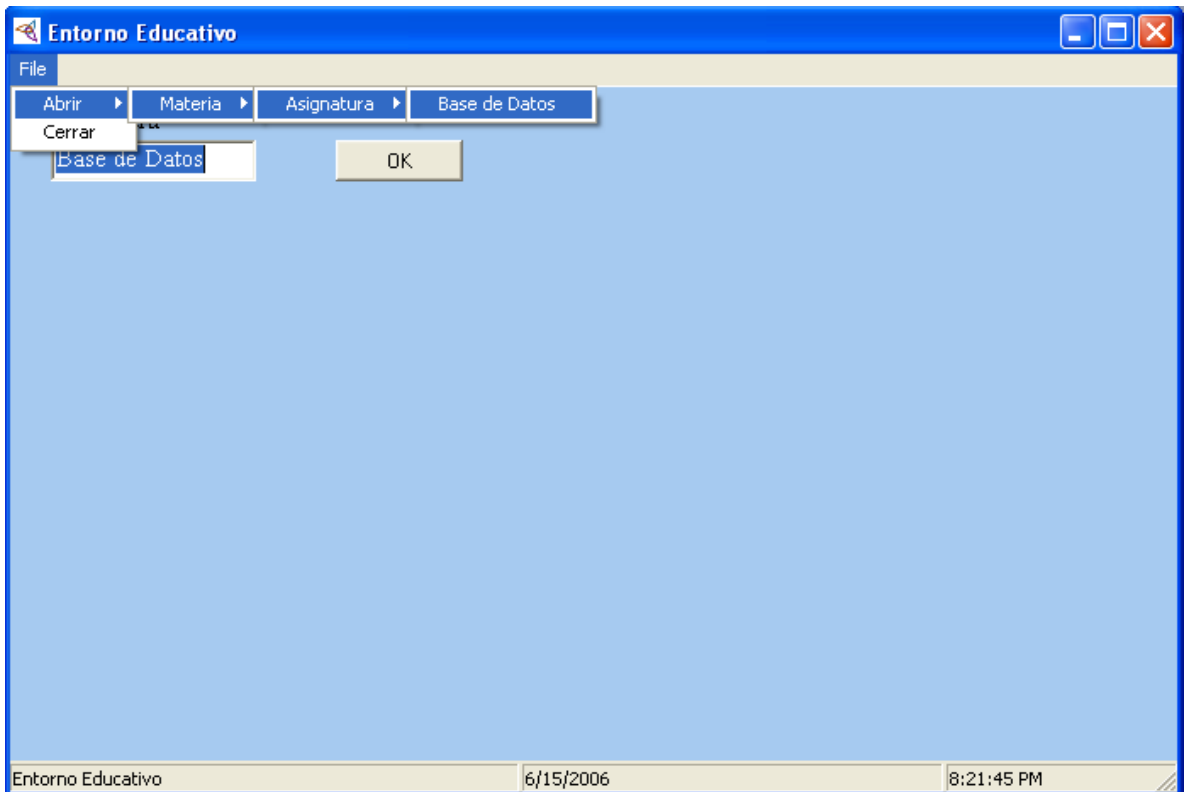 Entorno Educativo
File
Abrir Materia Asignatura Base de Datos
Cerrar
Base de Datos OK
Entorno Educativo 6/15/2006 8:21:45 PM